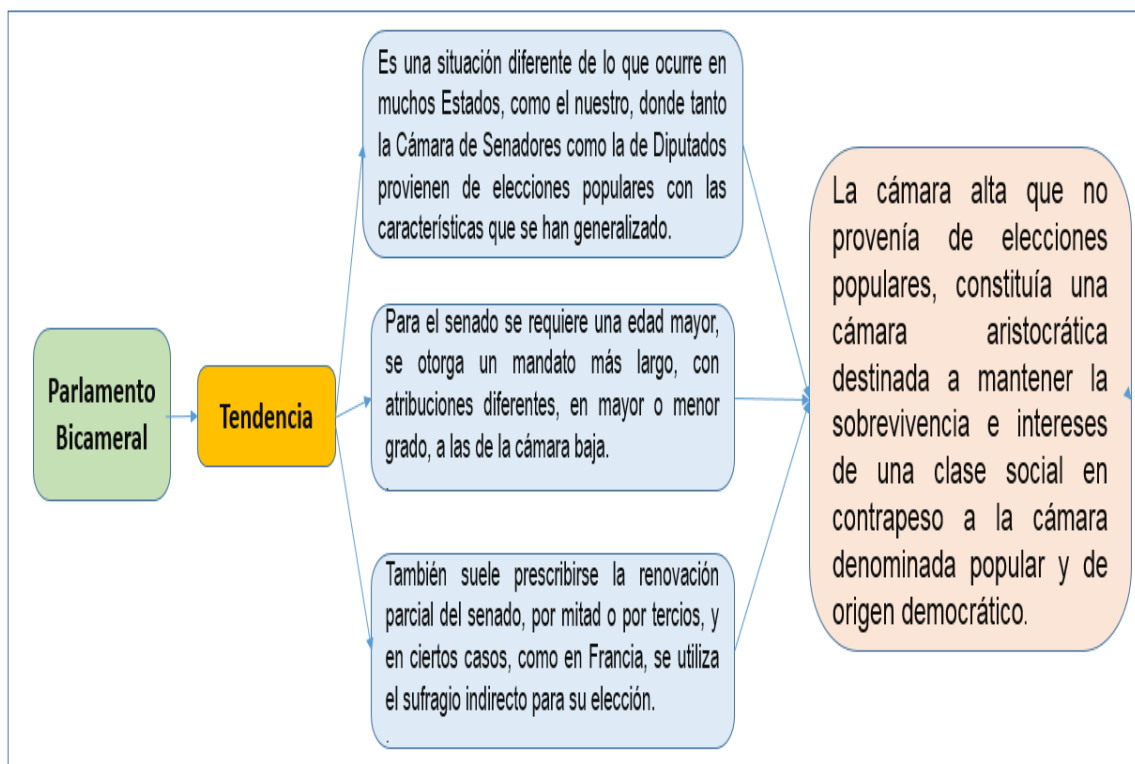 Parlamento
Bicameral
Tendencia
Es una situación diferente de lo que ocurre en
muchos Estados, como el nuestro, donde tanto
la Cámara de Senadores como la de Diputados
provienen de elecciones populares con las
características que se han generalizado.
Para el senado se requiere una edad mayor,
se otorga un mandato más largo, con
atribuciones diferentes, en mayor o menor
grado, a las de la cámara baja.
.
También suele prescribirse la renovación
parcial del senado, por mitad o por tercios, y
en ciertos casos, como en Francia, se utiliza
el sufragio indirecto para su elección.
.
La cámara alta que no
provenía de elecciones
populares, constituía una
cámara aristocrática
destinada a mantener la
sobrevivencia e intereses
de una clase social en
contrapeso a la cámara
denominada popular y de
origen democrático.